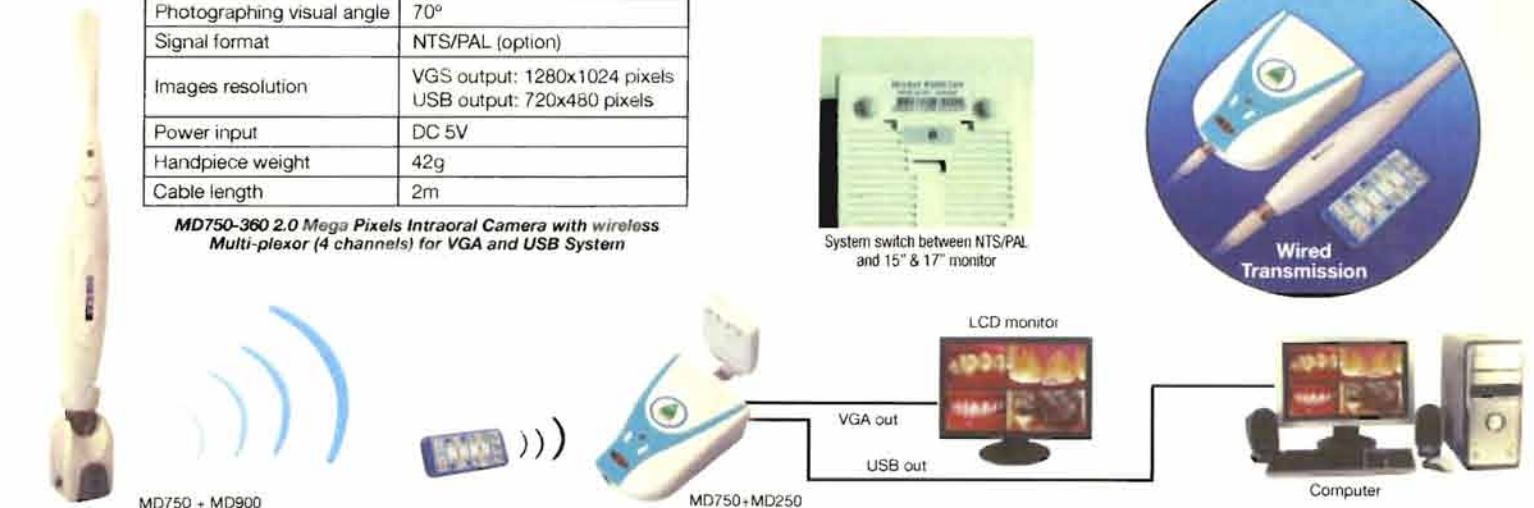 Photographing visual angle 70º
Signal format NTS/PAL (option)
Images resolution VGS output: 1280x1024 pixels
USB output: 720x480 pixels
Power input DC 5V
Handpiece weight 42g
Cable length 2m
MD750-360 2.0 Mega Pixels Intraoral Camera with wireless
Multi-plexor (4 channels) for VGA and USB System
System switch between NTS/PAL
and 15" & 17" monitor
Wired
Transmission
LCD monitor
VGA out
USB out
Computer
MD750 + MD900
MD750+MD250